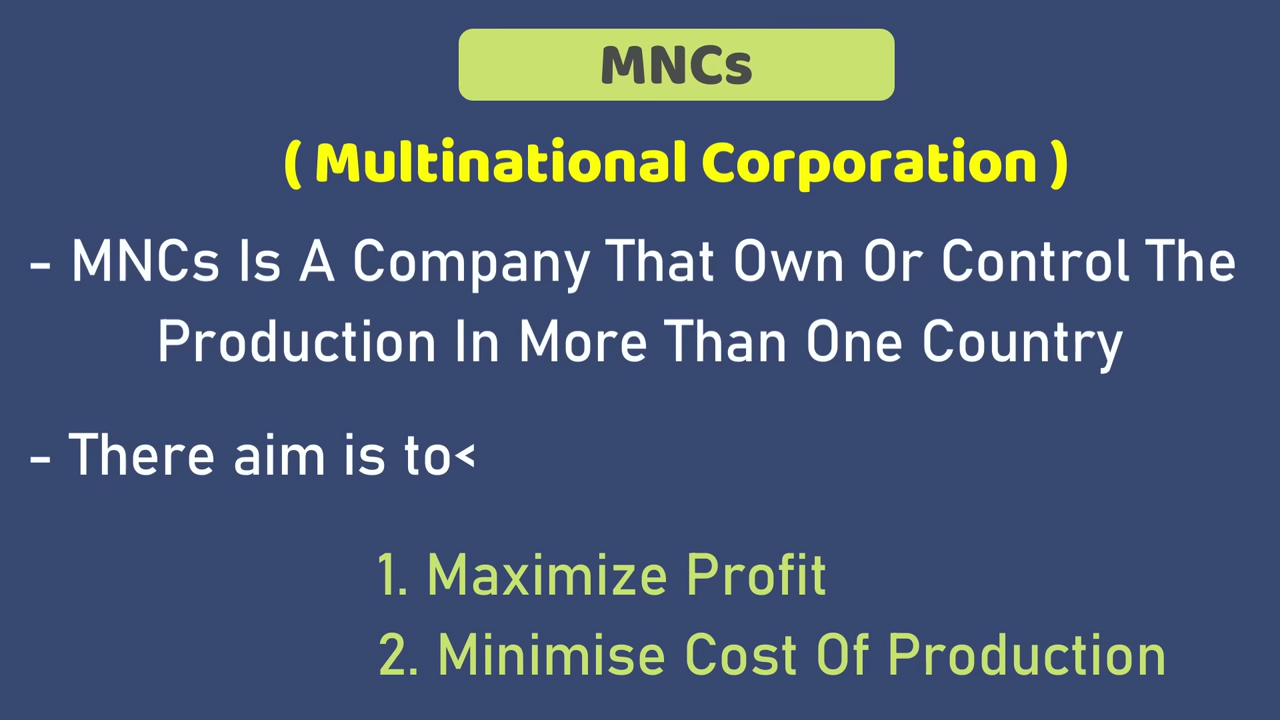 MNCs
( Multinational Corporation )
- MNCs Is A Company That Own Or Control The
Production In More Than One Country
- There aim is to<
1. Maximize Profit
2. Minimise Cost Of Production